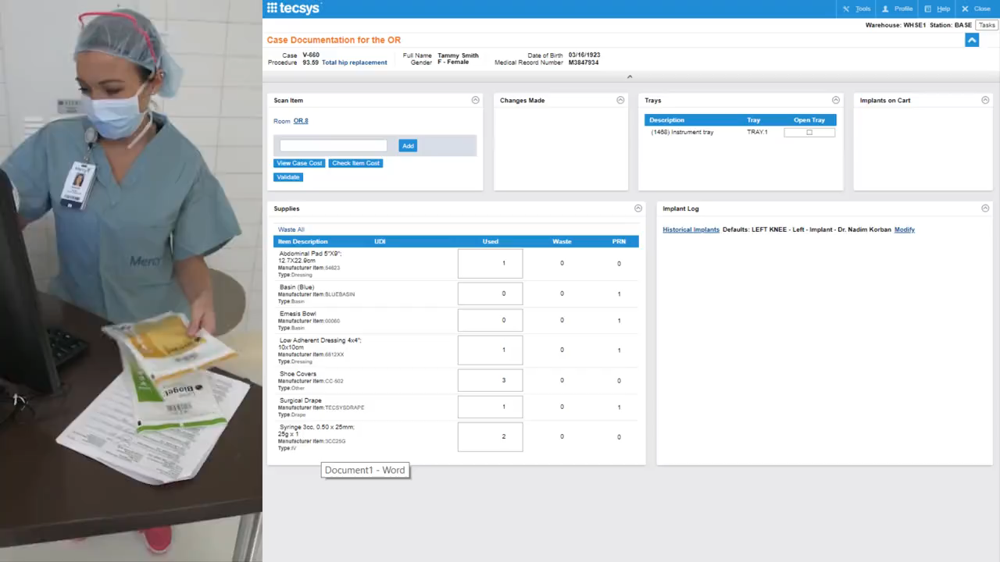 tecsys
Tools
Profile
Help
Close
Warehouse: WHSE1 Station: BASE
Tasks
Case Documentation for the OR
Case V-660
Procedure 93.59 Total hip replacement
Full Name Tammy Smith
Gender F - Female
Date of Birth 03/16/1923
Medical Record Number M3847934
Scan Item
Room OR.8
Add
View Case Cost
Check Item Cost
Validate
Changes Made
Trays
Description Tray Open Tray
(1468) Instrument tray TRAY.1
Implants on Cart
Supplies
Waste All
Item Description UDI Used Waste PRN
Abdominal Pad 5"X9";
12.7X22.9cm
Manufacturer Item:54623
Type:Dressing
1 0 0
Basin (Blue)
Manufacturer Item:BLUEBASIN
Type:Basin
0 0 1
Emesis Bowl
Manufacturer Item:00060
Type:Basin
0 0 1
Low Adherent Dressing 4x4";
10x10cm
Manufacturer Item:6812XX
Type:Dressing
1 0 1
Shoe Covers
Manufacturer Item:CC-502
Type:Other
3 0 0
Surgical Drape
Manufacturer Item:TECSYSDRAPE
Type:Drape
1 0 1
Syringe 3cc, 0.50 x 25mm;
25g x 1
Manufacturer Item:3CC25G
Type:IV
2 0 0
Implant Log
Historical Implants Defaults: LEFT KNEE - Left - Implant - Dr. Nadim Korban Modify
Document1 - Word
Merci
Biogel